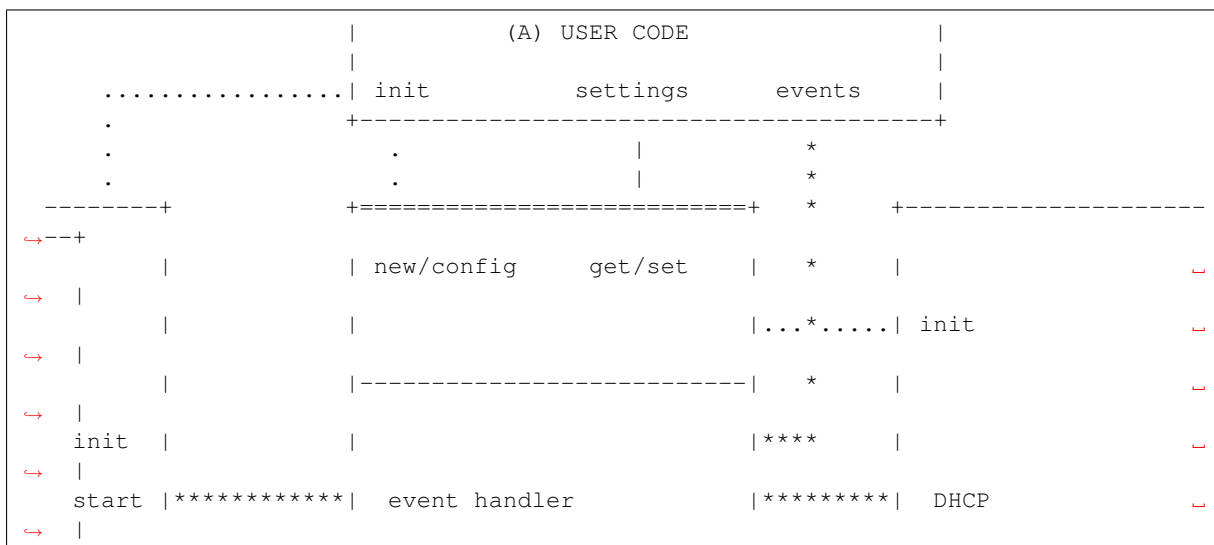 |          (A) USER CODE                 |
                       |                                        |
      .................| init          settings      events     |
      .                +----------------------------------------+
      .                   .                |           *
      .                   .                |           *
  --------+            +===========================+   *     +---------------------
↪--+
          |            | new/config     get/set    |   *     |                    ␣
↪  |
          |            |                           |...*.....| init               ␣
↪  |
          |            |---------------------------|   *     |                    ␣
↪  |
    init  |            |                           |****     |                    ␣
↪  |
    start |************|  event handler            |*********|  DHCP              ␣
↪  |